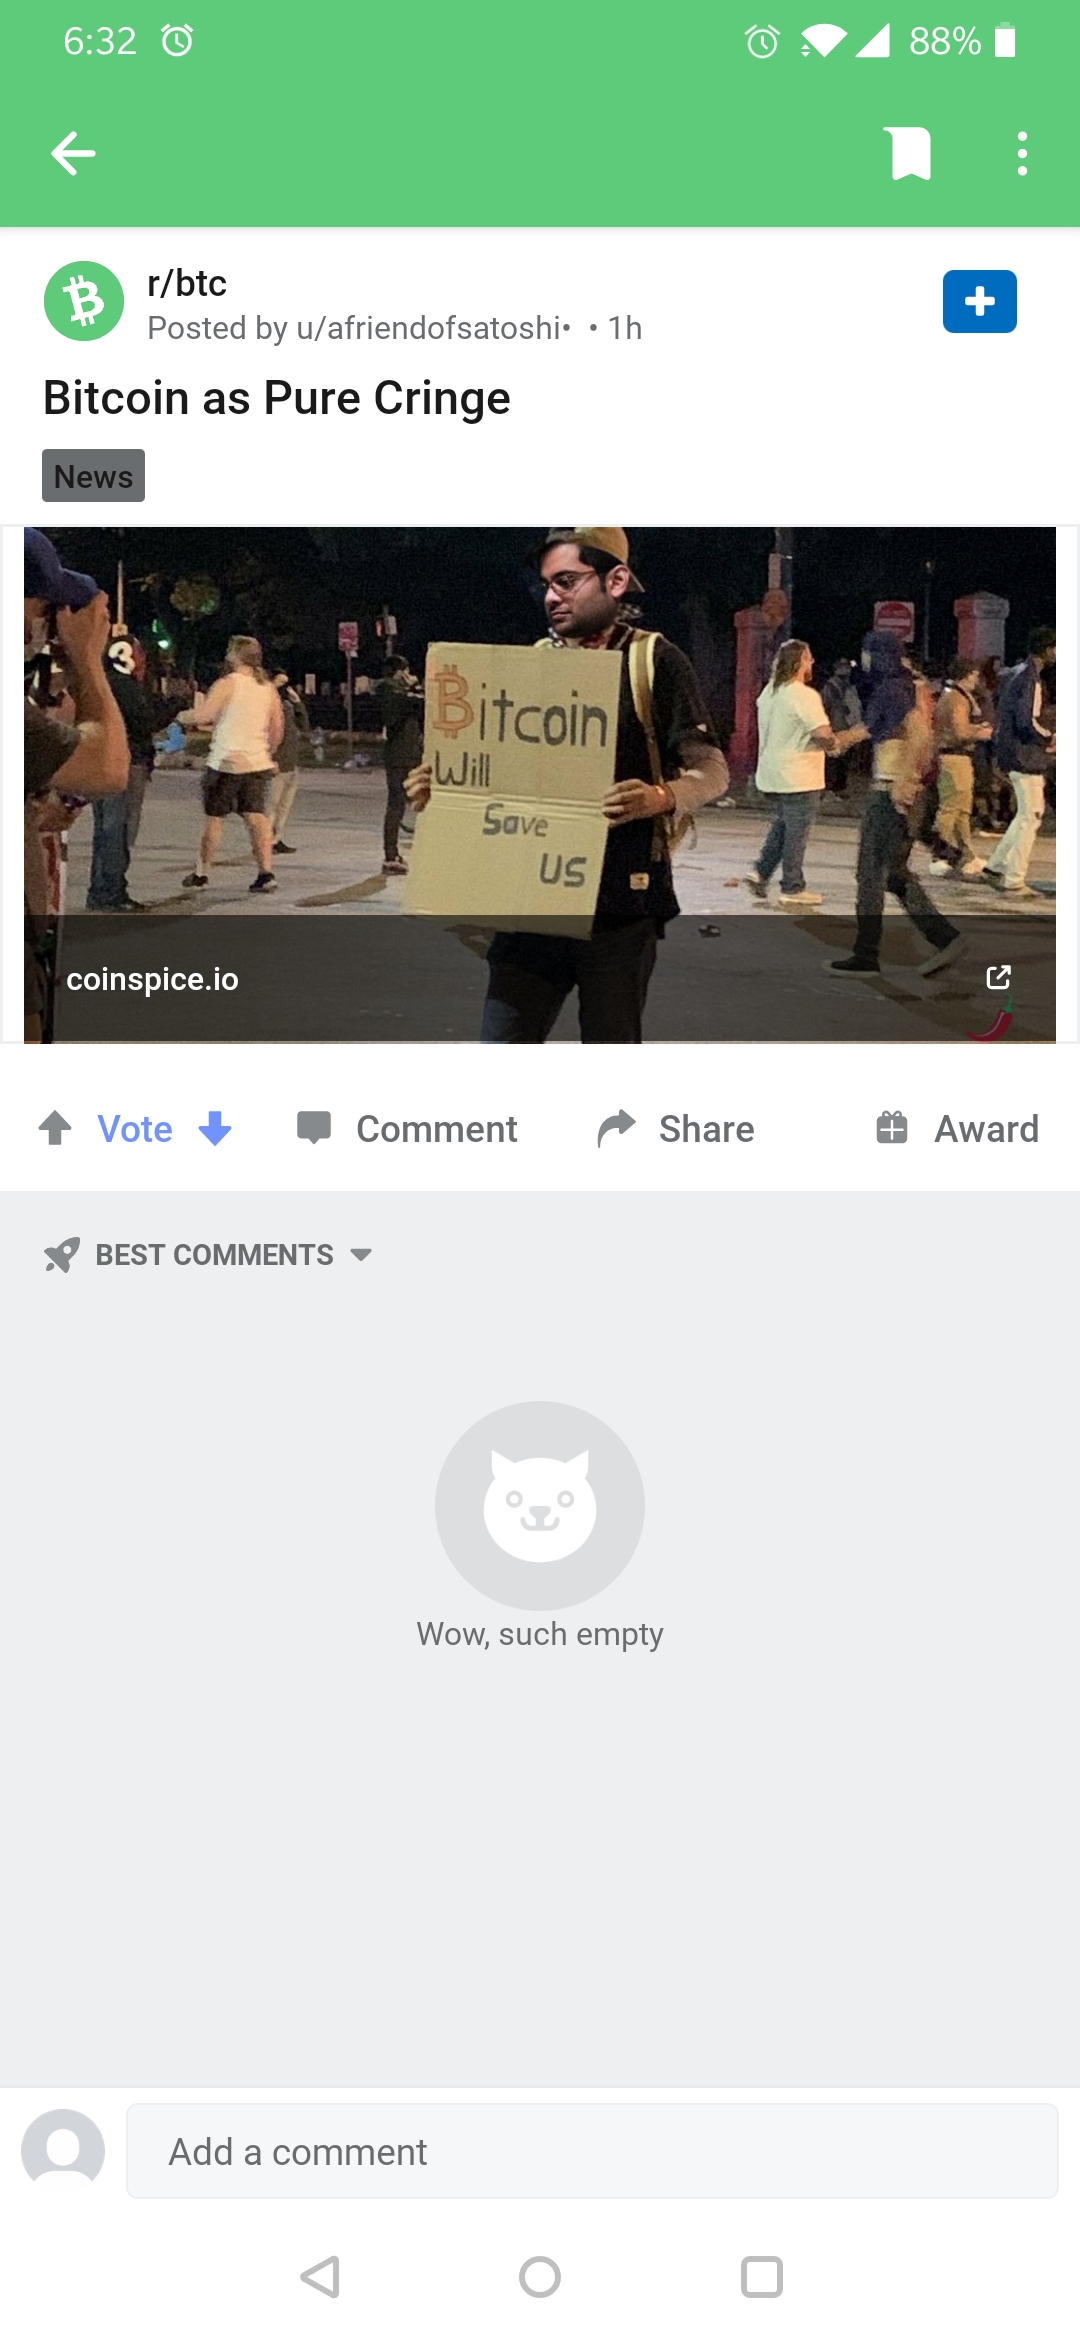 6:32
88%
r/btc
Posted by u/afriendofsatoshi• • 1h
Bitcoin as Pure Cringe
News
3
Bitcoin
Will
Save
US
coinspice.io
Vote
Comment
Share
Award
BEST COMMENTS
Wow, such empty
Add a comment